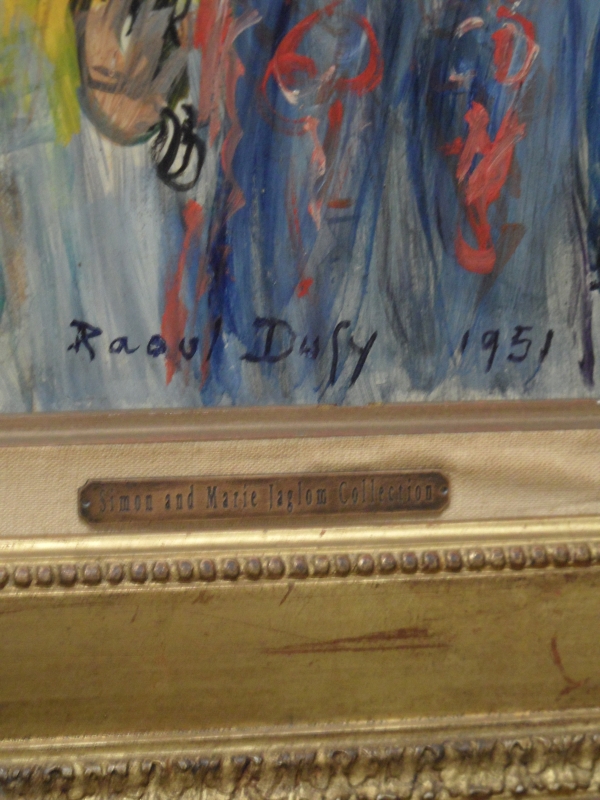 Raoul Dufy 1951
Simon and Marie Jaglom Collection